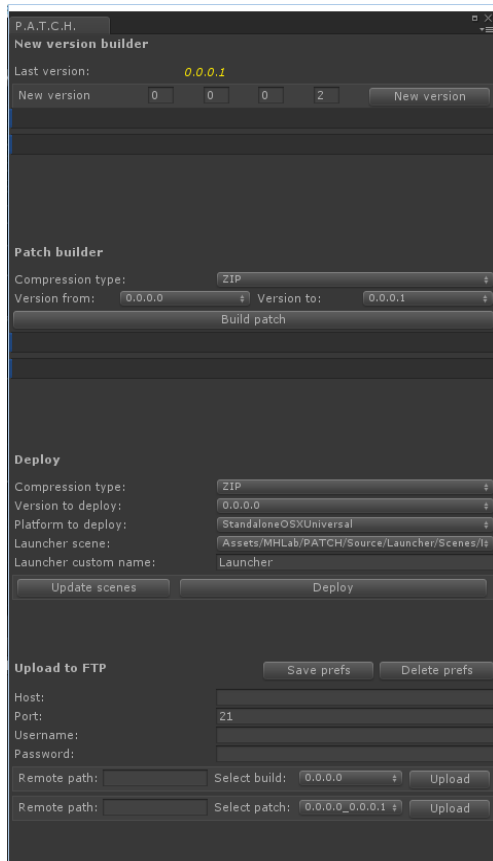 P.A.T.C.H.
New version builder
Last version: 0.0.0.1
New version 0 0 0 2 New version
Patch builder
Compression type: ZIP
Version from: 0.0.0.0 Version to: 0.0.0.1
Build patch
Deploy
Compression type: ZIP
Version to deploy: 0.0.0.0
Platform to deploy: StandaloneOSXUniversal
Launcher scene: Assets/MHLab/PATCH/Source/Launcher/Scenes/
Launcher custom name: Launcher
Update scenes Deploy
Upload to FTP Save prefs Delete prefs
Host:
Port: 21
Username:
Password:
Remote path: Select build: 0.0.0.0 Upload
Remote path: Select patch: 0.0.0.0_0.0.0.1 Upload